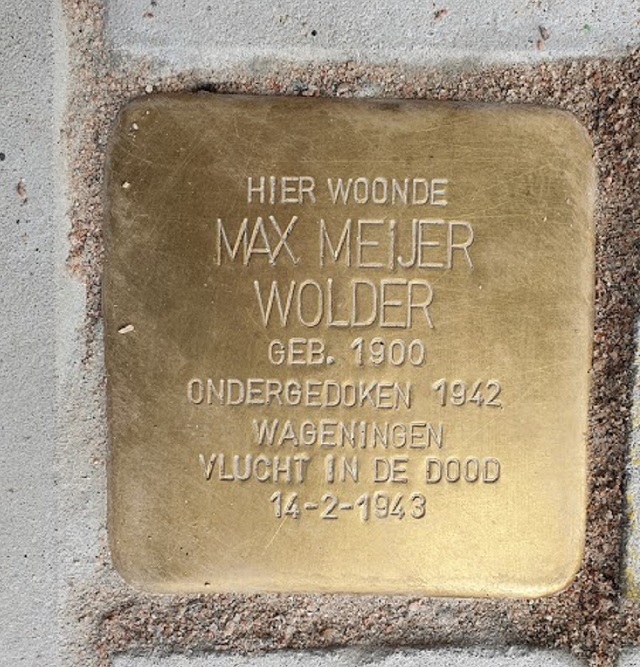 HIER WOONDE
MAX MEIJER
WOLDER
GEB. 1900
ONDERGEDOKEN 1942
WAGENINGEN
VLUCHT IN DE DOOD
14-2-1943